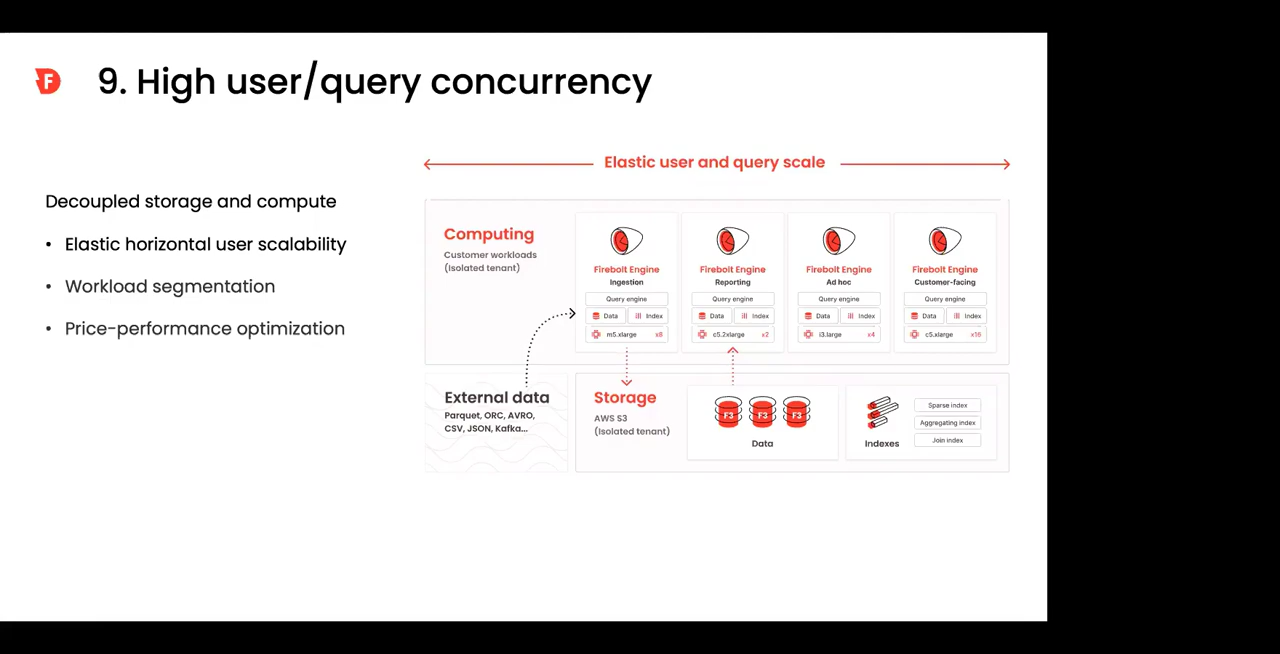 F
9. High user/query concurrency
Elastic user and query scale
Decoupled storage and compute
• Elastic horizontal user scalability
• Workload segmentation
• Price-performance optimization
Computing
Customer workloads
(Isolated tenant)
Firebolt Engine
Ingestion
Query engine
Data Index
m5.xlarge x8
Firebolt Engine
Reporting
Query engine
Data Index
c5.2xlarge x2
Firebolt Engine
Ad hoc
Query engine
Data Index
i3.large x4
Firebolt Engine
Customer-facing
Query engine
Data Index
c5.xlarge x16
External data
Parquet, ORC, AVRO,
CSV, JSON, Kafka...
Storage
AWS S3
(Isolated tenant)
F3 F3 F3
Data
Indexes
Sparse index
Aggregating index
Join index